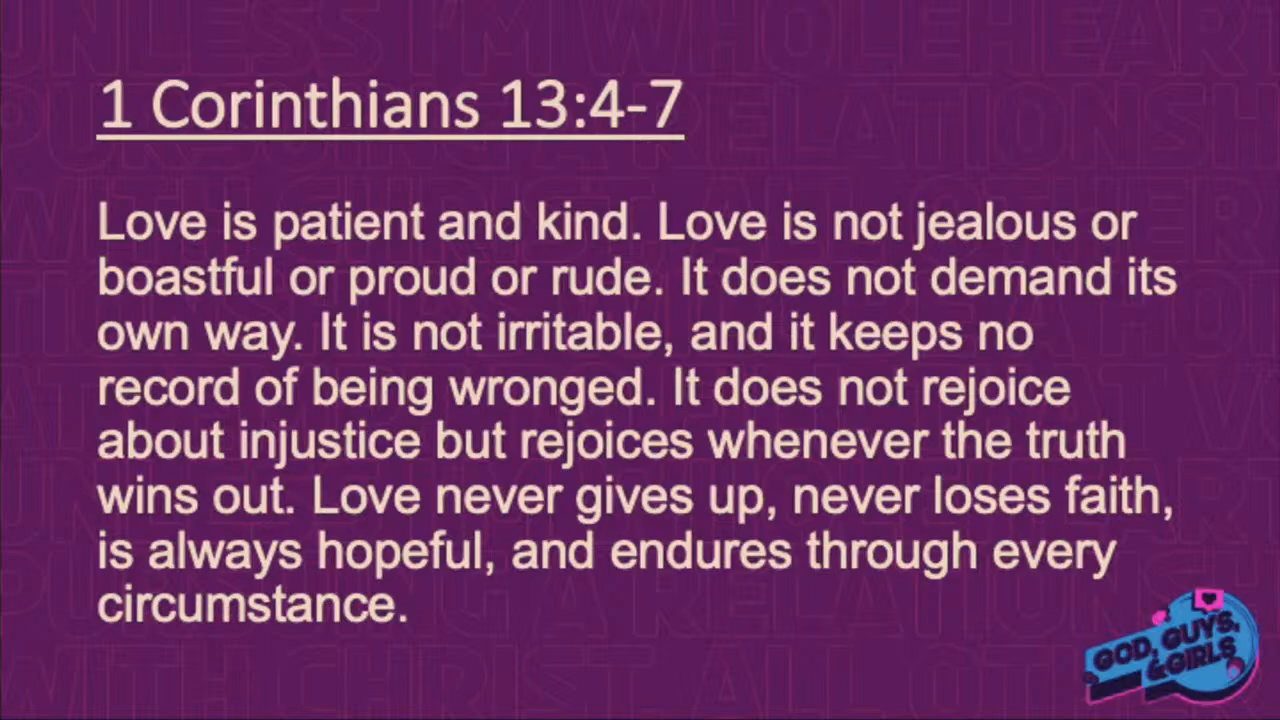 1 Corinthians 13:4-7
Love is patient and kind. Love is not jealous or
boastful or proud or rude. It does not demand its
own way. It is not irritable, and it keeps no
record of being wronged. It does not rejoice
about injustice but rejoices whenever the truth
wins out. Love never gives up, never loses faith,
is always hopeful, and endures through every
circumstance.
GOD, GUYS,
& GIRLS